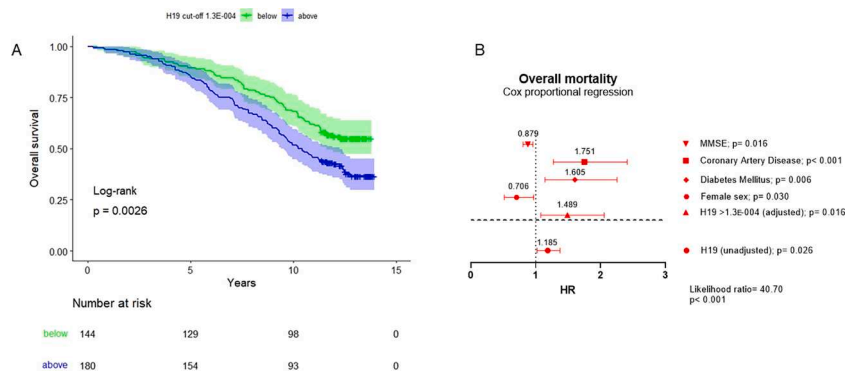 H19 cut-off 1.3E-004 below above
A
1.00
0.75
0.50
0.25
0.00
Overall survival
Log-rank
p = 0.0026
0 5 10 15
Years
Number at risk
below 144 129 98 0
above 180 154 93 0
B
Overall mortality
Cox proportional regression
0.879
MMSE; p= 0.016
1.751
Coronary Artery Disease; p< 0.001
1.605
Diabetes Mellitus; p= 0.006
0.706
Female sex; p= 0.030
1.489
H19 >1.3E-004 (adjusted); p= 0.016
1.185
H19 (unadjusted); p= 0.026
0 1 2 3
HR
Likelihood ratio= 40.70
p< 0.001